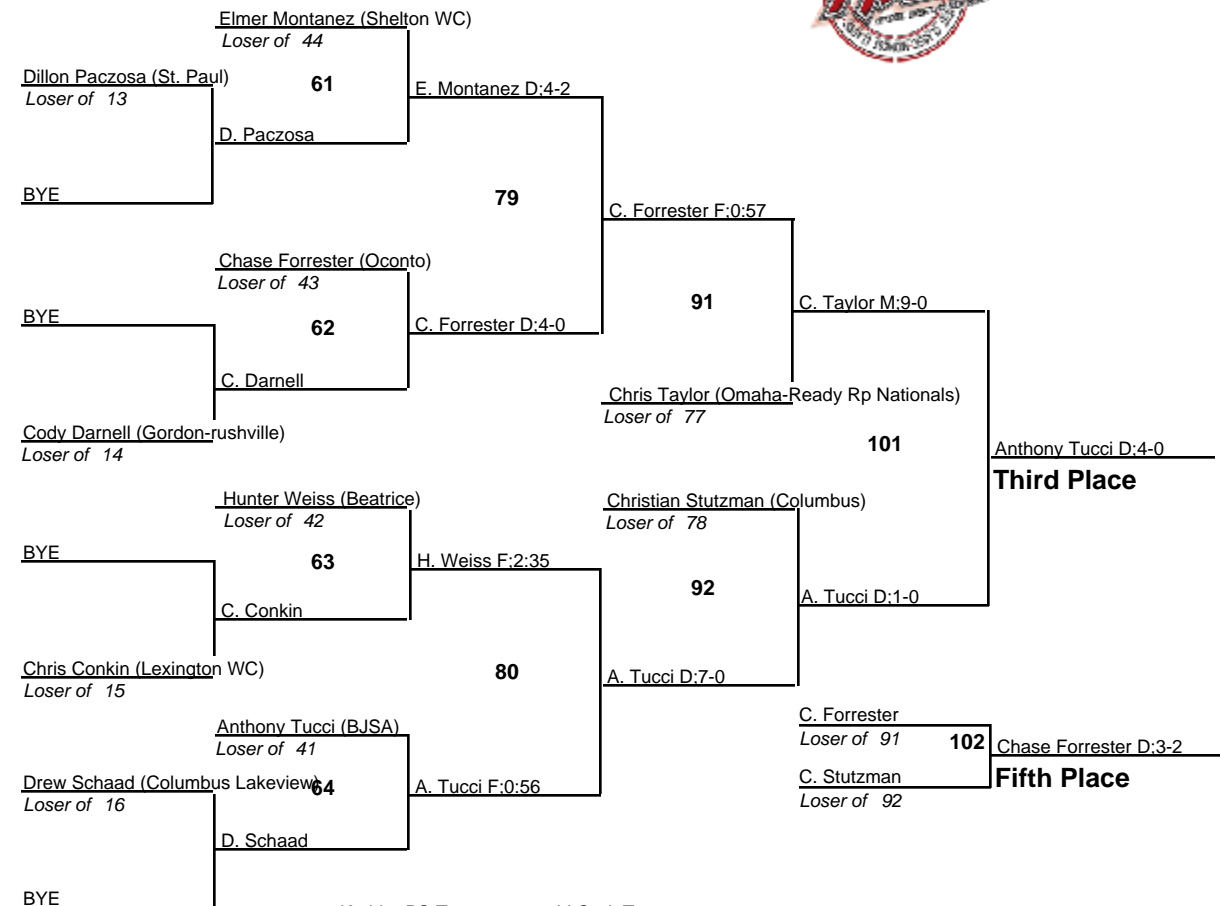 Elmer Montanez (Shelton WC)
Loser of 44
Dillon Paczosa (St. Paul)
Loser of 13
61
E. Montanez D;4-2
D. Paczosa
BYE
79
C. Forrester F;0:57
Chase Forrester (Oconto)
Loser of 43
BYE
62
C. Forrester D;4-0
91
C. Taylor M;9-0
C. Darnell
Chris Taylor (Omaha-Ready Rp Nationals)
Loser of 77
Cody Darnell (Gordon-rushville)
Loser of 14
101
Anthony Tucci D;4-0
Third Place
Hunter Weiss (Beatrice)
Loser of 42
Christian Stutzman (Columbus)
Loser of 78
BYE
63
H. Weiss F;2:35
92
C. Conkin
A. Tucci D;1-0
Chris Conkin (Lexington WC)
Loser of 15
80
A. Tucci D;7-0
Anthony Tucci (BJSA)
Loser of 41
C. Forrester
Loser of 91
102
Chase Forrester D;3-2
Fifth Place
C. Stutzman
Loser of 92
Drew Schaad (Columbus Lakeview)
Loser of 16
64
A. Tucci F;0:56
D. Schaad
BYE